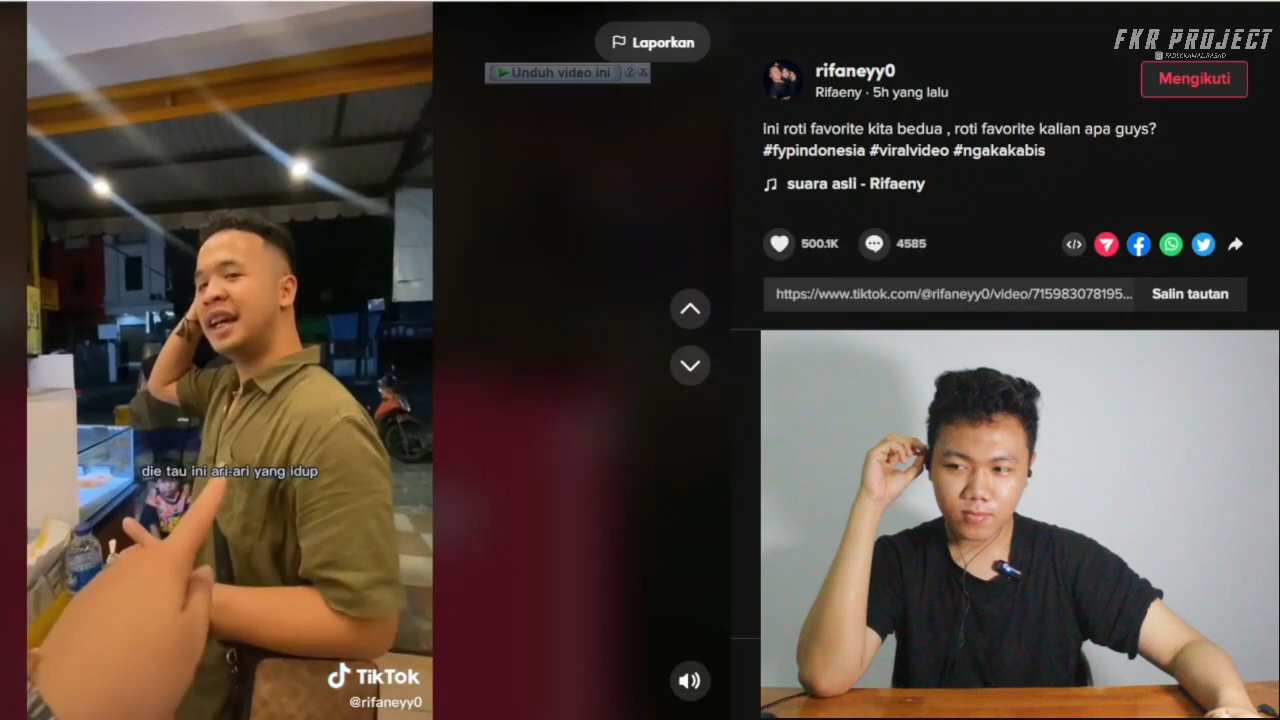 FKR PROJECT
Laporkan
Unduh video ini
?
X
rifaneyy0
Rifaeny · 5h yang lalu
Mengikuti
ini roti favorite kita bedua , roti favorite kalian apa guys?
#fypindonesia #viralvideo #ngakakabis
suara asli - Rifaeny
500.1K
4585
https://www.tiktok.com/@rifaneyy0/video/715983078195...
Salin tautan
die tau ini ari-ari yang idup
TikTok
@rifaneyy0